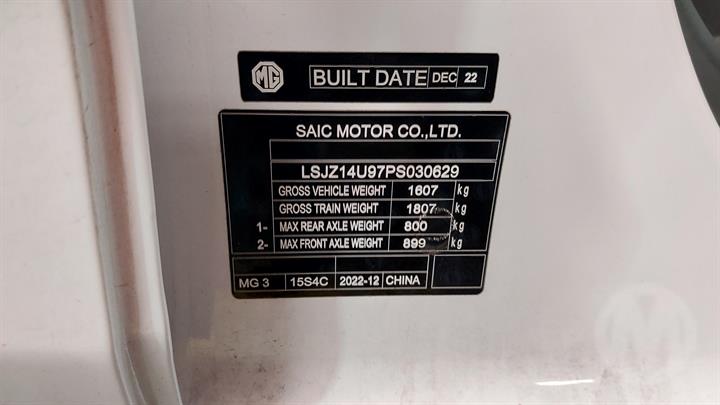 MG BUILT DATE DEC 22
SAIC MOTOR CO.,LTD.
LSJZ14U97PS030629
GROSS VEHICLE WEIGHT 1607 kg
GROSS TRAIN WEIGHT 1807 kg
1- MAX REAR AXLE WEIGHT 800 kg
2- MAX FRONT AXLE WEIGHT 899 kg
MG 3 15S4C 2022-12 CHINA
M